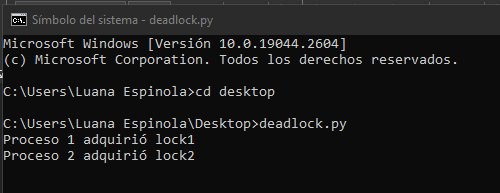 Símbolo del sistema - deadlock.py
Microsoft Windows [Versión 10.0.19044.2604]
(c) Microsoft Corporation. Todos los derechos reservados.
C:\Users\Luana Espinola>cd desktop
C:\Users\Luana Espinola\Desktop>deadlock.py
Proceso 1 adquirió lock1
Proceso 2 adquirió lock2